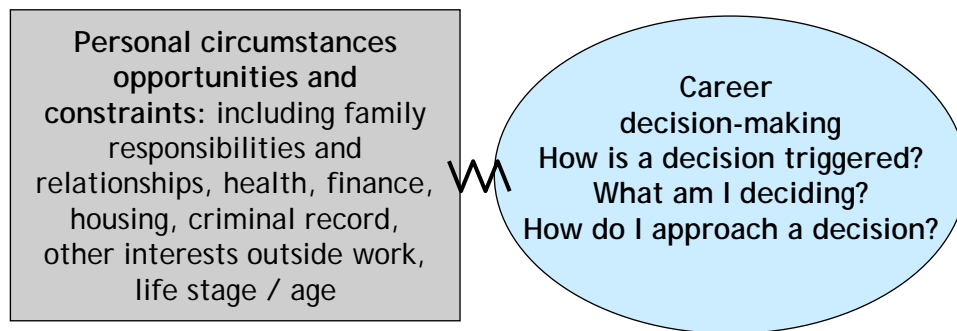 Personal circumstances
opportunities and
constraints: including family
responsibilities and
relationships, health, finance,
housing, criminal record,
other interests outside work,
life stage / age
Career
decision-making
How is a decision triggered?
What am I deciding?
How do I approach a decision?